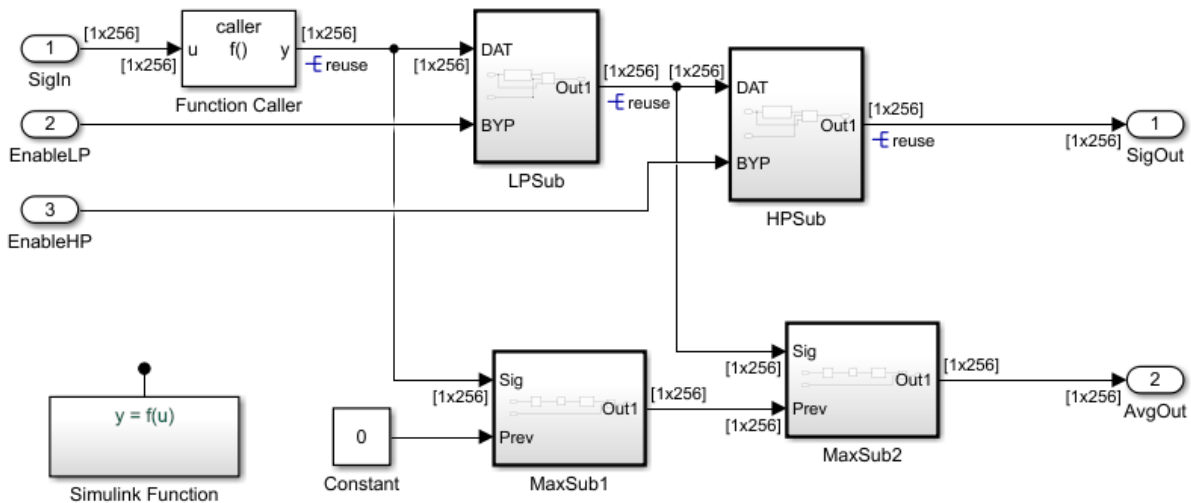 1
SigIn
[1x256]
[1x256]
caller
f()
u
y
Function Caller
[1x256]
reuse
[1x256]
DAT
BYP
Out1
LPSub
[1x256]
reuse
[1x256]
DAT
BYP
Out1
HPSub
[1x256]
reuse
[1x256]
1
SigOut
2
EnableLP
3
EnableHP
y = f(u)
Simulink Function
0
Constant
[1x256]
Sig
Prev
Out1
MaxSub1
[1x256]
[1x256]
[1x256]
Sig
Prev
Out1
MaxSub2
[1x256]
[1x256]
2
AvgOut